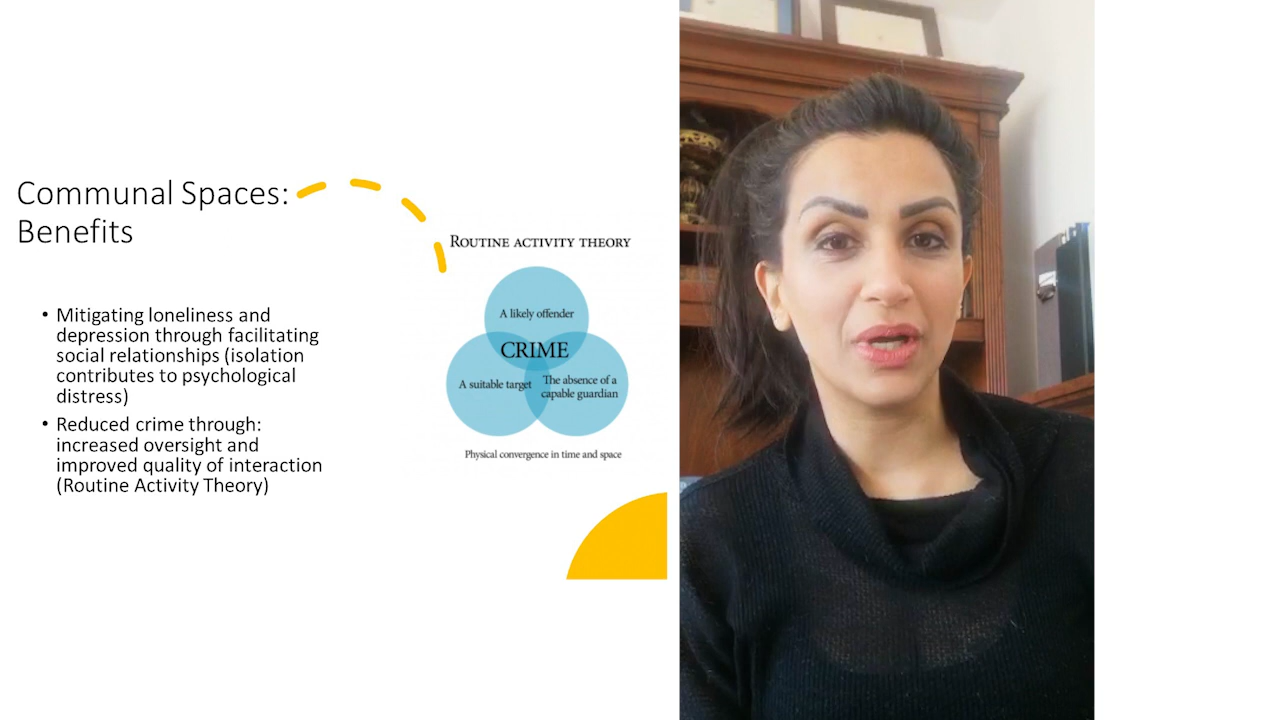 Communal Spaces:
Benefits
• Mitigating loneliness and
depression through facilitating
social relationships (isolation
contributes to psychological
distress)
• Reduced crime through:
increased oversight and
improved quality of interaction
(Routine Activity Theory)
ROUTINE ACTIVITY THEORY
A likely offender
CRIME
A suitable target
The absence of a
capable guardian
Physical convergence in time and space